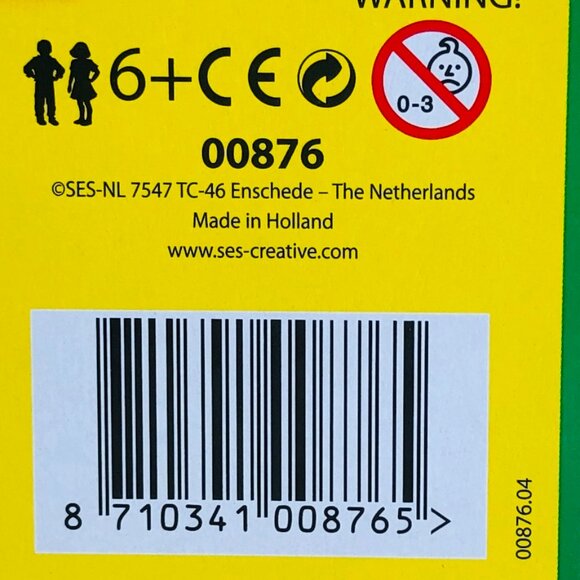 WARNING!
6+ CE
0-3
00876
©SES-NL 7547 TC-46 Enschede – The Netherlands
Made in Holland
www.ses-creative.com
8 710341 008765 >
00876.04